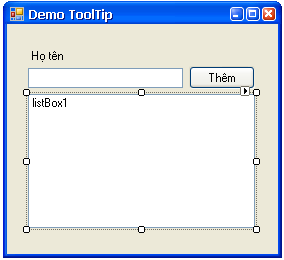 Demo ToolTip
Họ tên
Thêm
listBox1